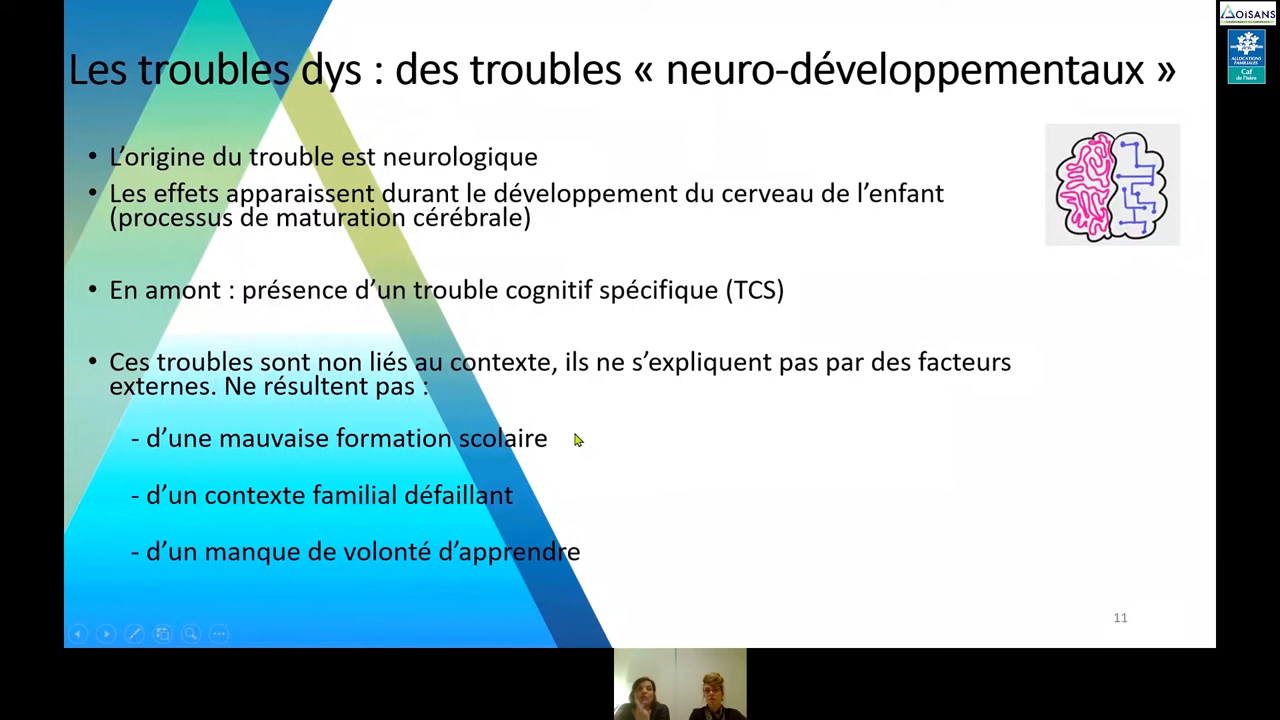 Les troubles dys : des troubles « neuro-développementaux »
• L’origine du trouble est neurologique
• Les effets apparaissent durant le développement du cerveau de l’enfant
(processus de maturation cérébrale)
• En amont : présence d’un trouble cognitif spécifique (TCS)
• Ces troubles sont non liés au contexte, ils ne s’expliquent pas par des facteurs
externes. Ne résultent pas :
- d’une mauvaise formation scolaire
- d’un contexte familial défaillant
- d’un manque de volonté d’apprendre
11
OISANS
ALLOCATIONS
FAMILIALES
Caf
de l'Isère